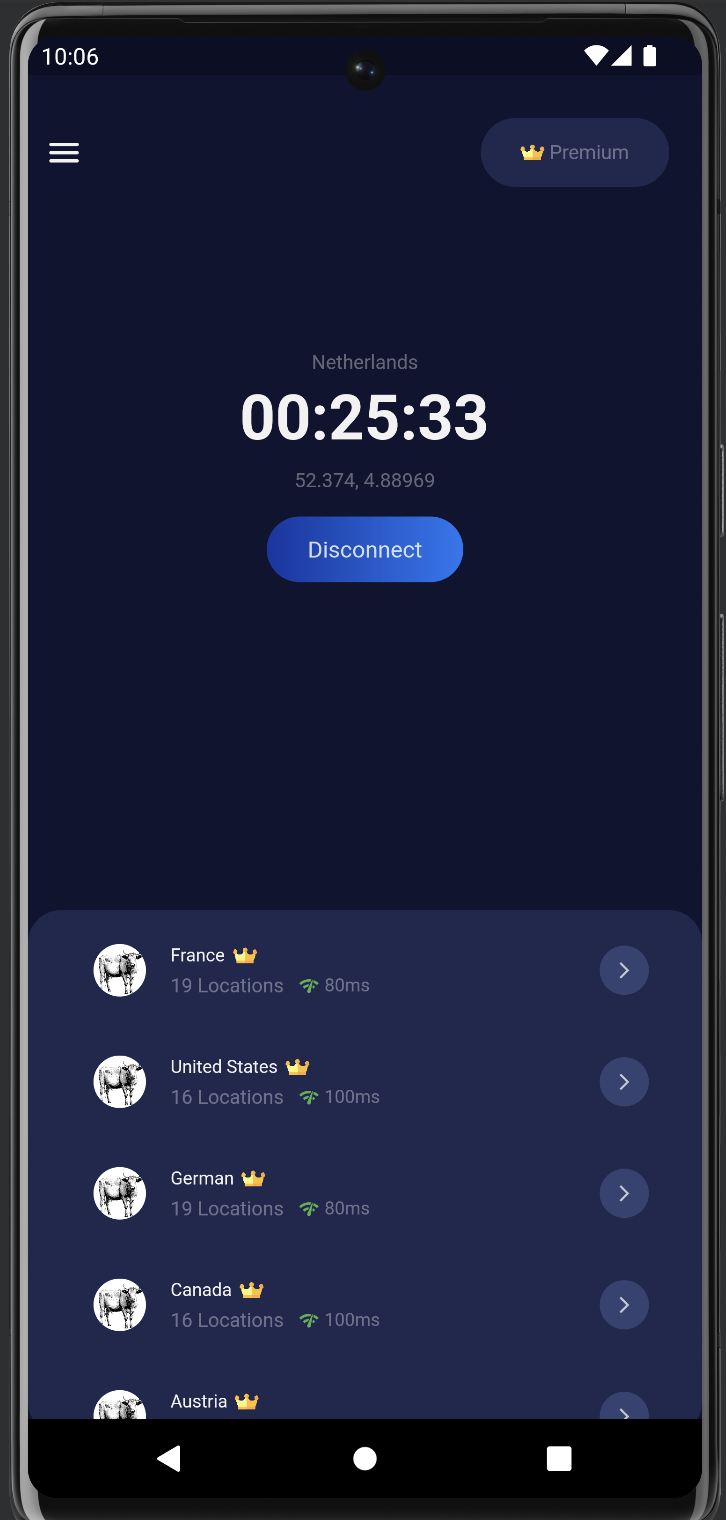 10:06
Premium
Netherlands
00:25:33
52.374, 4.88969
Disconnect
France
19 Locations 80ms
United States
16 Locations 100ms
German
19 Locations 80ms
Canada
16 Locations 100ms
Austria